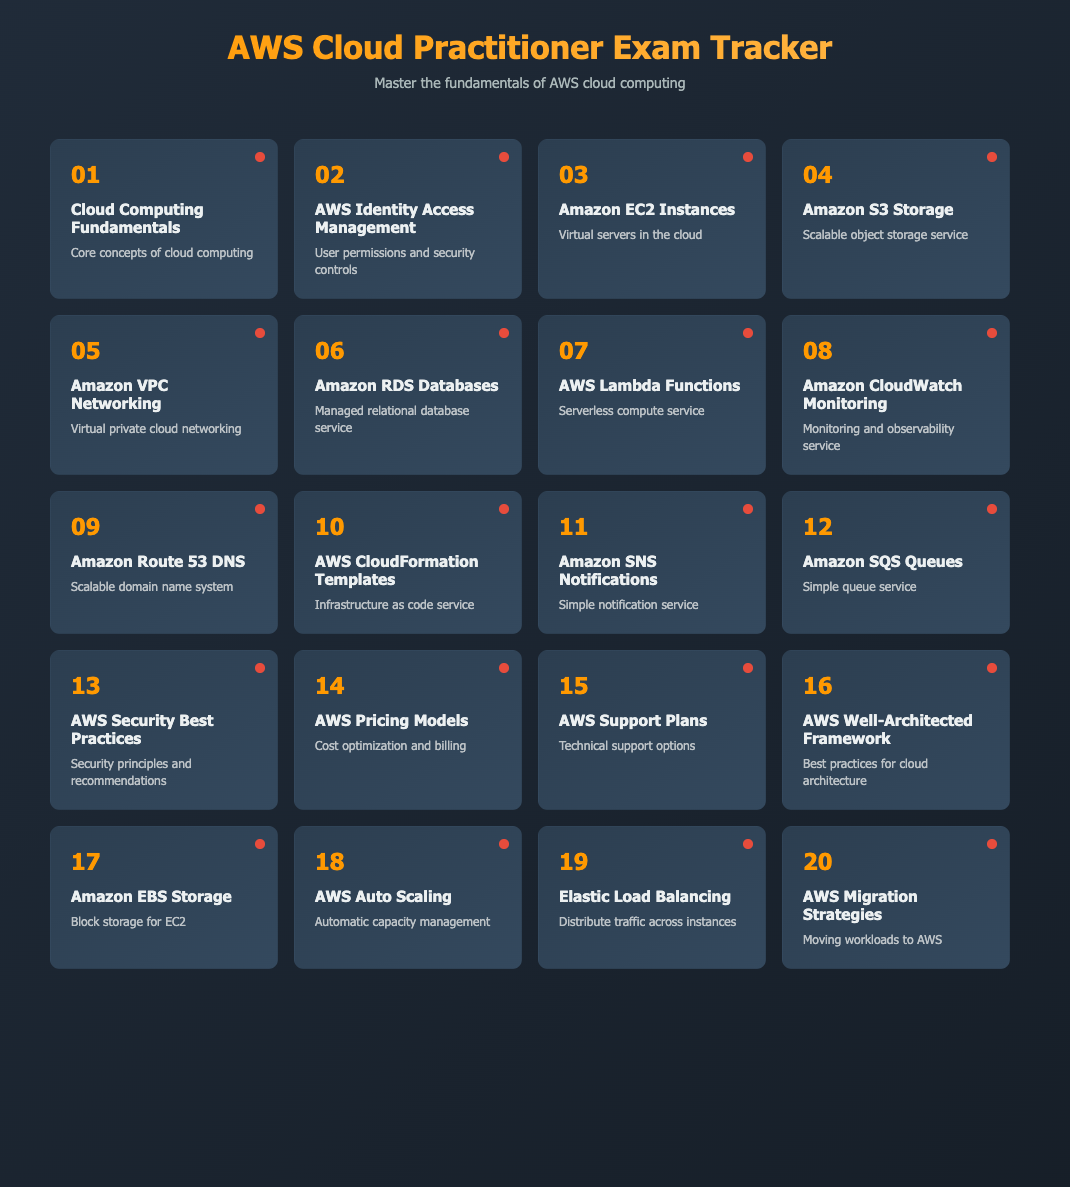 AWS Cloud Practitioner Exam Tracker
Master the fundamentals of AWS cloud computing
01
Cloud Computing
Fundamentals
Core concepts of cloud computing
02
AWS Identity Access
Management
User permissions and security
controls
03
Amazon EC2 Instances
Virtual servers in the cloud
04
Amazon S3 Storage
Scalable object storage service
05
Amazon VPC
Networking
Virtual private cloud networking
06
Amazon RDS Databases
Managed relational database
service
07
AWS Lambda Functions
Serverless compute service
08
Amazon CloudWatch
Monitoring
Monitoring and observability
service
09
Amazon Route 53 DNS
Scalable domain name system
10
AWS CloudFormation
Templates
Infrastructure as code service
11
Amazon SNS
Notifications
Simple notification service
12
Amazon SQS Queues
Simple queue service
13
AWS Security Best
Practices
Security principles and
recommendations
14
AWS Pricing Models
Cost optimization and billing
15
AWS Support Plans
Technical support options
16
AWS Well-Architected
Framework
Best practices for cloud
architecture
17
Amazon EBS Storage
Block storage for EC2
18
AWS Auto Scaling
Automatic capacity management
19
Elastic Load Balancing
Distribute traffic across instances
20
AWS Migration
Strategies
Moving workloads to AWS